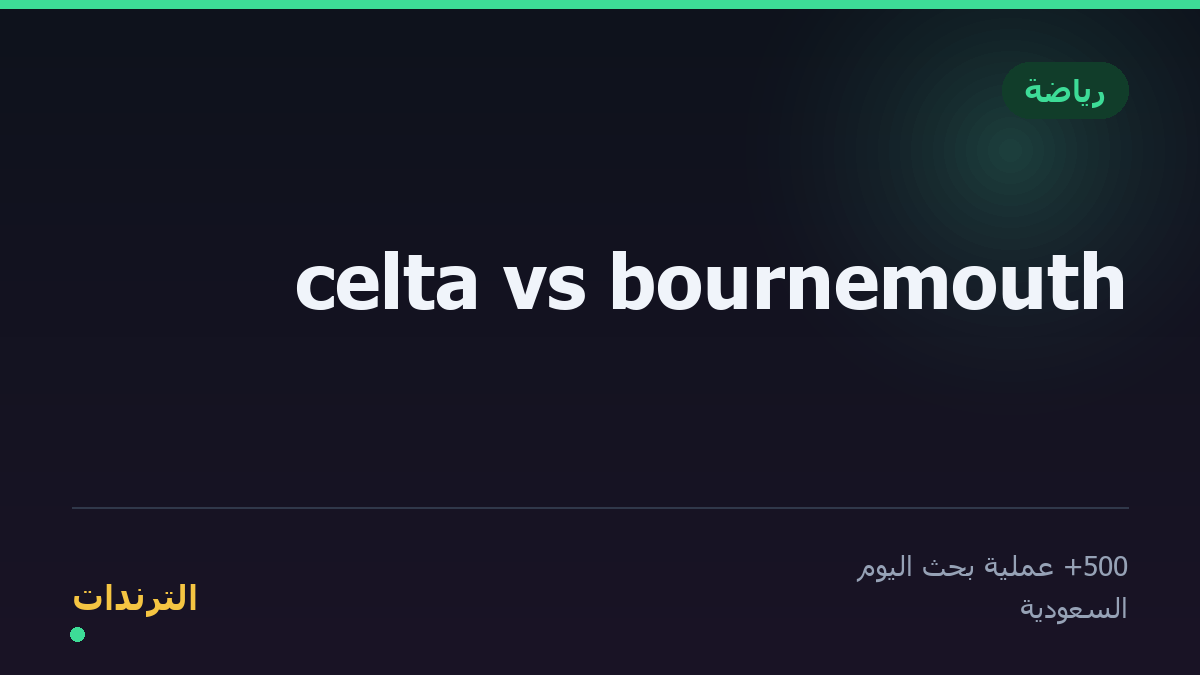 رياضة
celta vs bournemouth
500+ عملية بحث اليوم
السعودية
الترندات